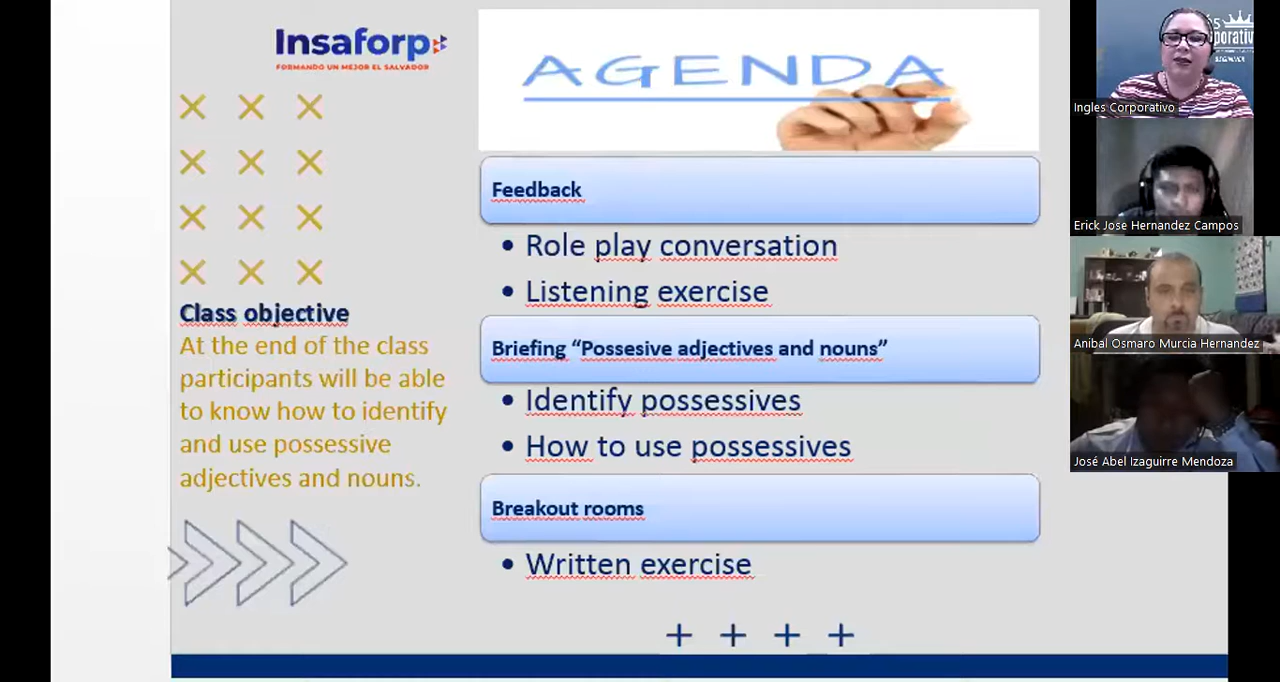 Insaforp
FORMANDO UN MEJOR EL SALVADOR
Class objective
At the end of the class
participants will be able
to know how to identify
and use possessive
adjectives and nouns.
AGENDA
Feedback
• Role play conversation
• Listening exercise
Briefing “Possesive adjectives and nouns”
• Identify possessives
• How to use possessives
Breakout rooms
• Written exercise
Ingles Corporativo
Erick Jose Hernandez Campos
Anibal Osmaro Murcia Hernandez
José Abel Izaguirre Mendoza